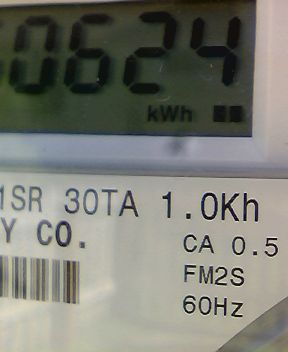 0624
kWh
1SR 30TA 1.0Kh
Y CO.
CA 0.5
FM2S
60Hz